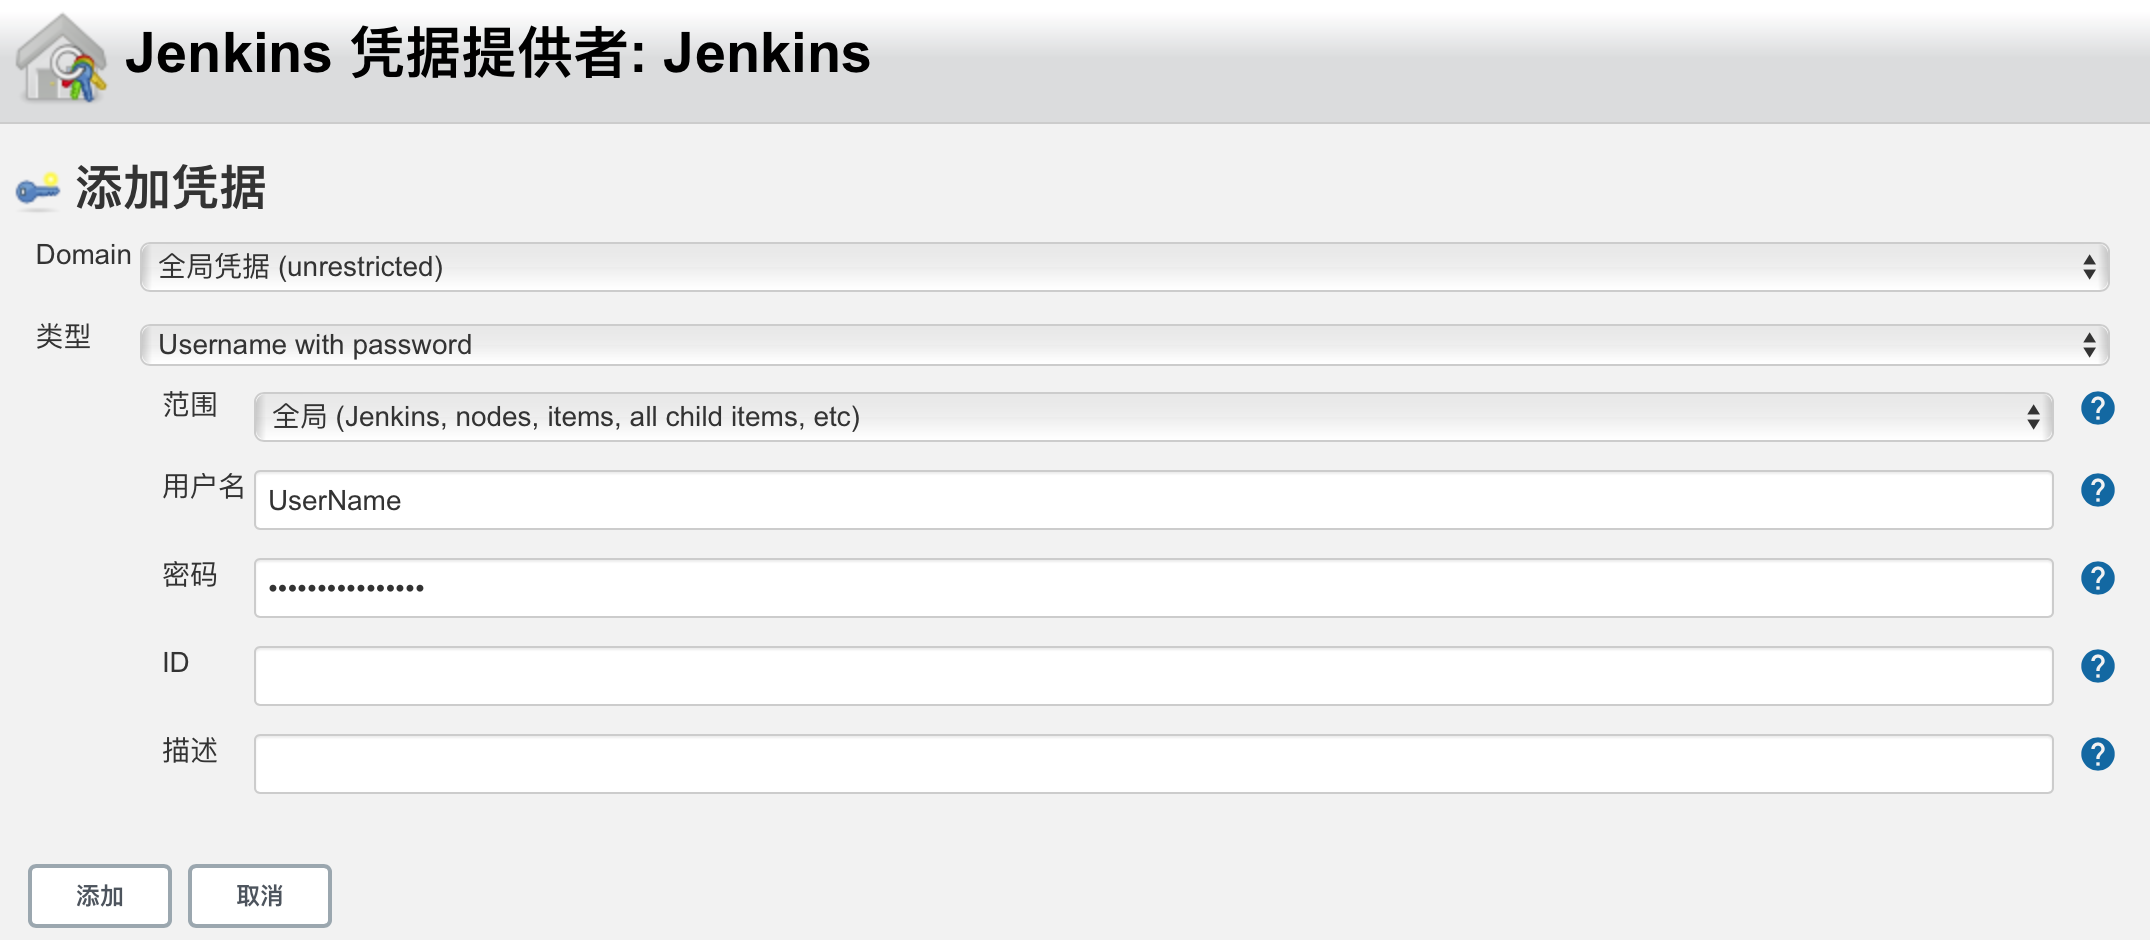 Jenkins 凭据提供者: Jenkins
添加凭据
Domain 全局凭据 (unrestricted)
类型 Username with password
范围 全局 (Jenkins, nodes, items, all child items, etc)
?
用户名 UserName
?
密码 ••••••••••••••••
?
ID
?
描述
?
添加 取消